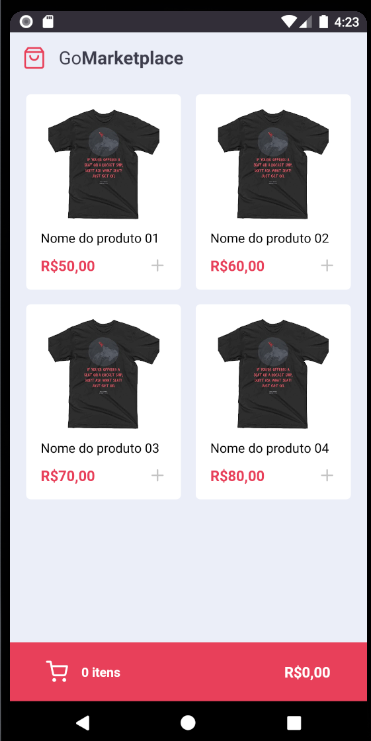 4:23
GoMarketplace
Nome do produto 01
R$50,00
Nome do produto 02
R$60,00
Nome do produto 03
R$70,00
Nome do produto 04
R$80,00
0 itens
R$0,00